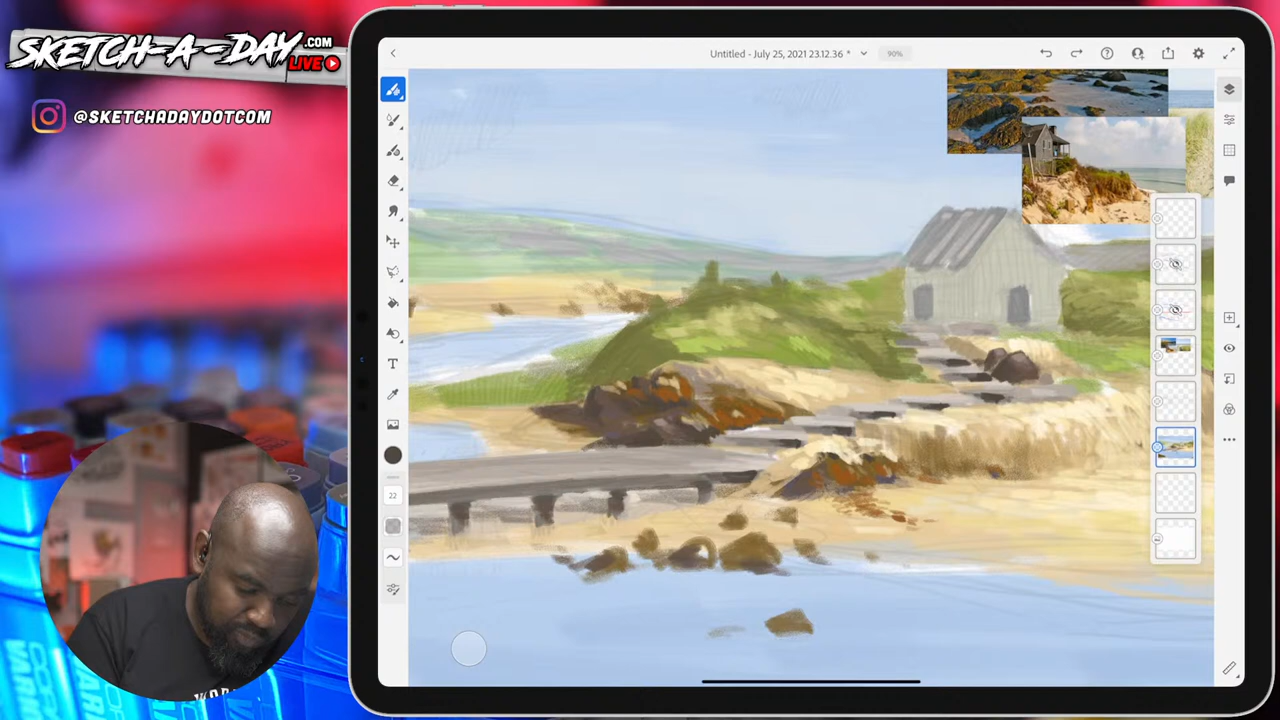 SKETCH-A-DAY.COM
LIVE
@SKETCHADAYDOTCOM
Untitled - July 25, 2021 23.12.36 *
90%
T
22